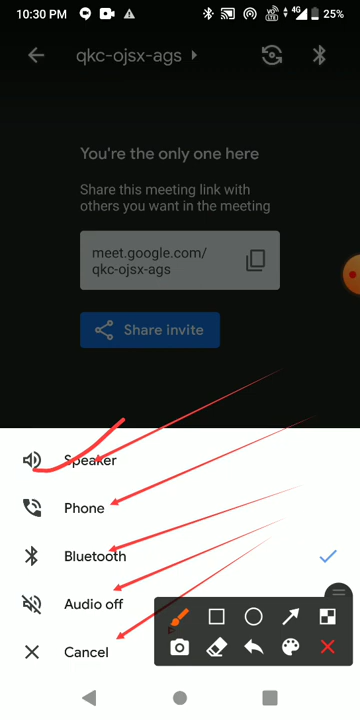 10:30 PM
4G 25%
qkc-ojsx-ags
You're the only one here
Share this meeting link with
others you want in the meeting
meet.google.com/
qkc-ojsx-ags
Share invite
Speaker
Phone
Bluetooth
Audio off
Cancel